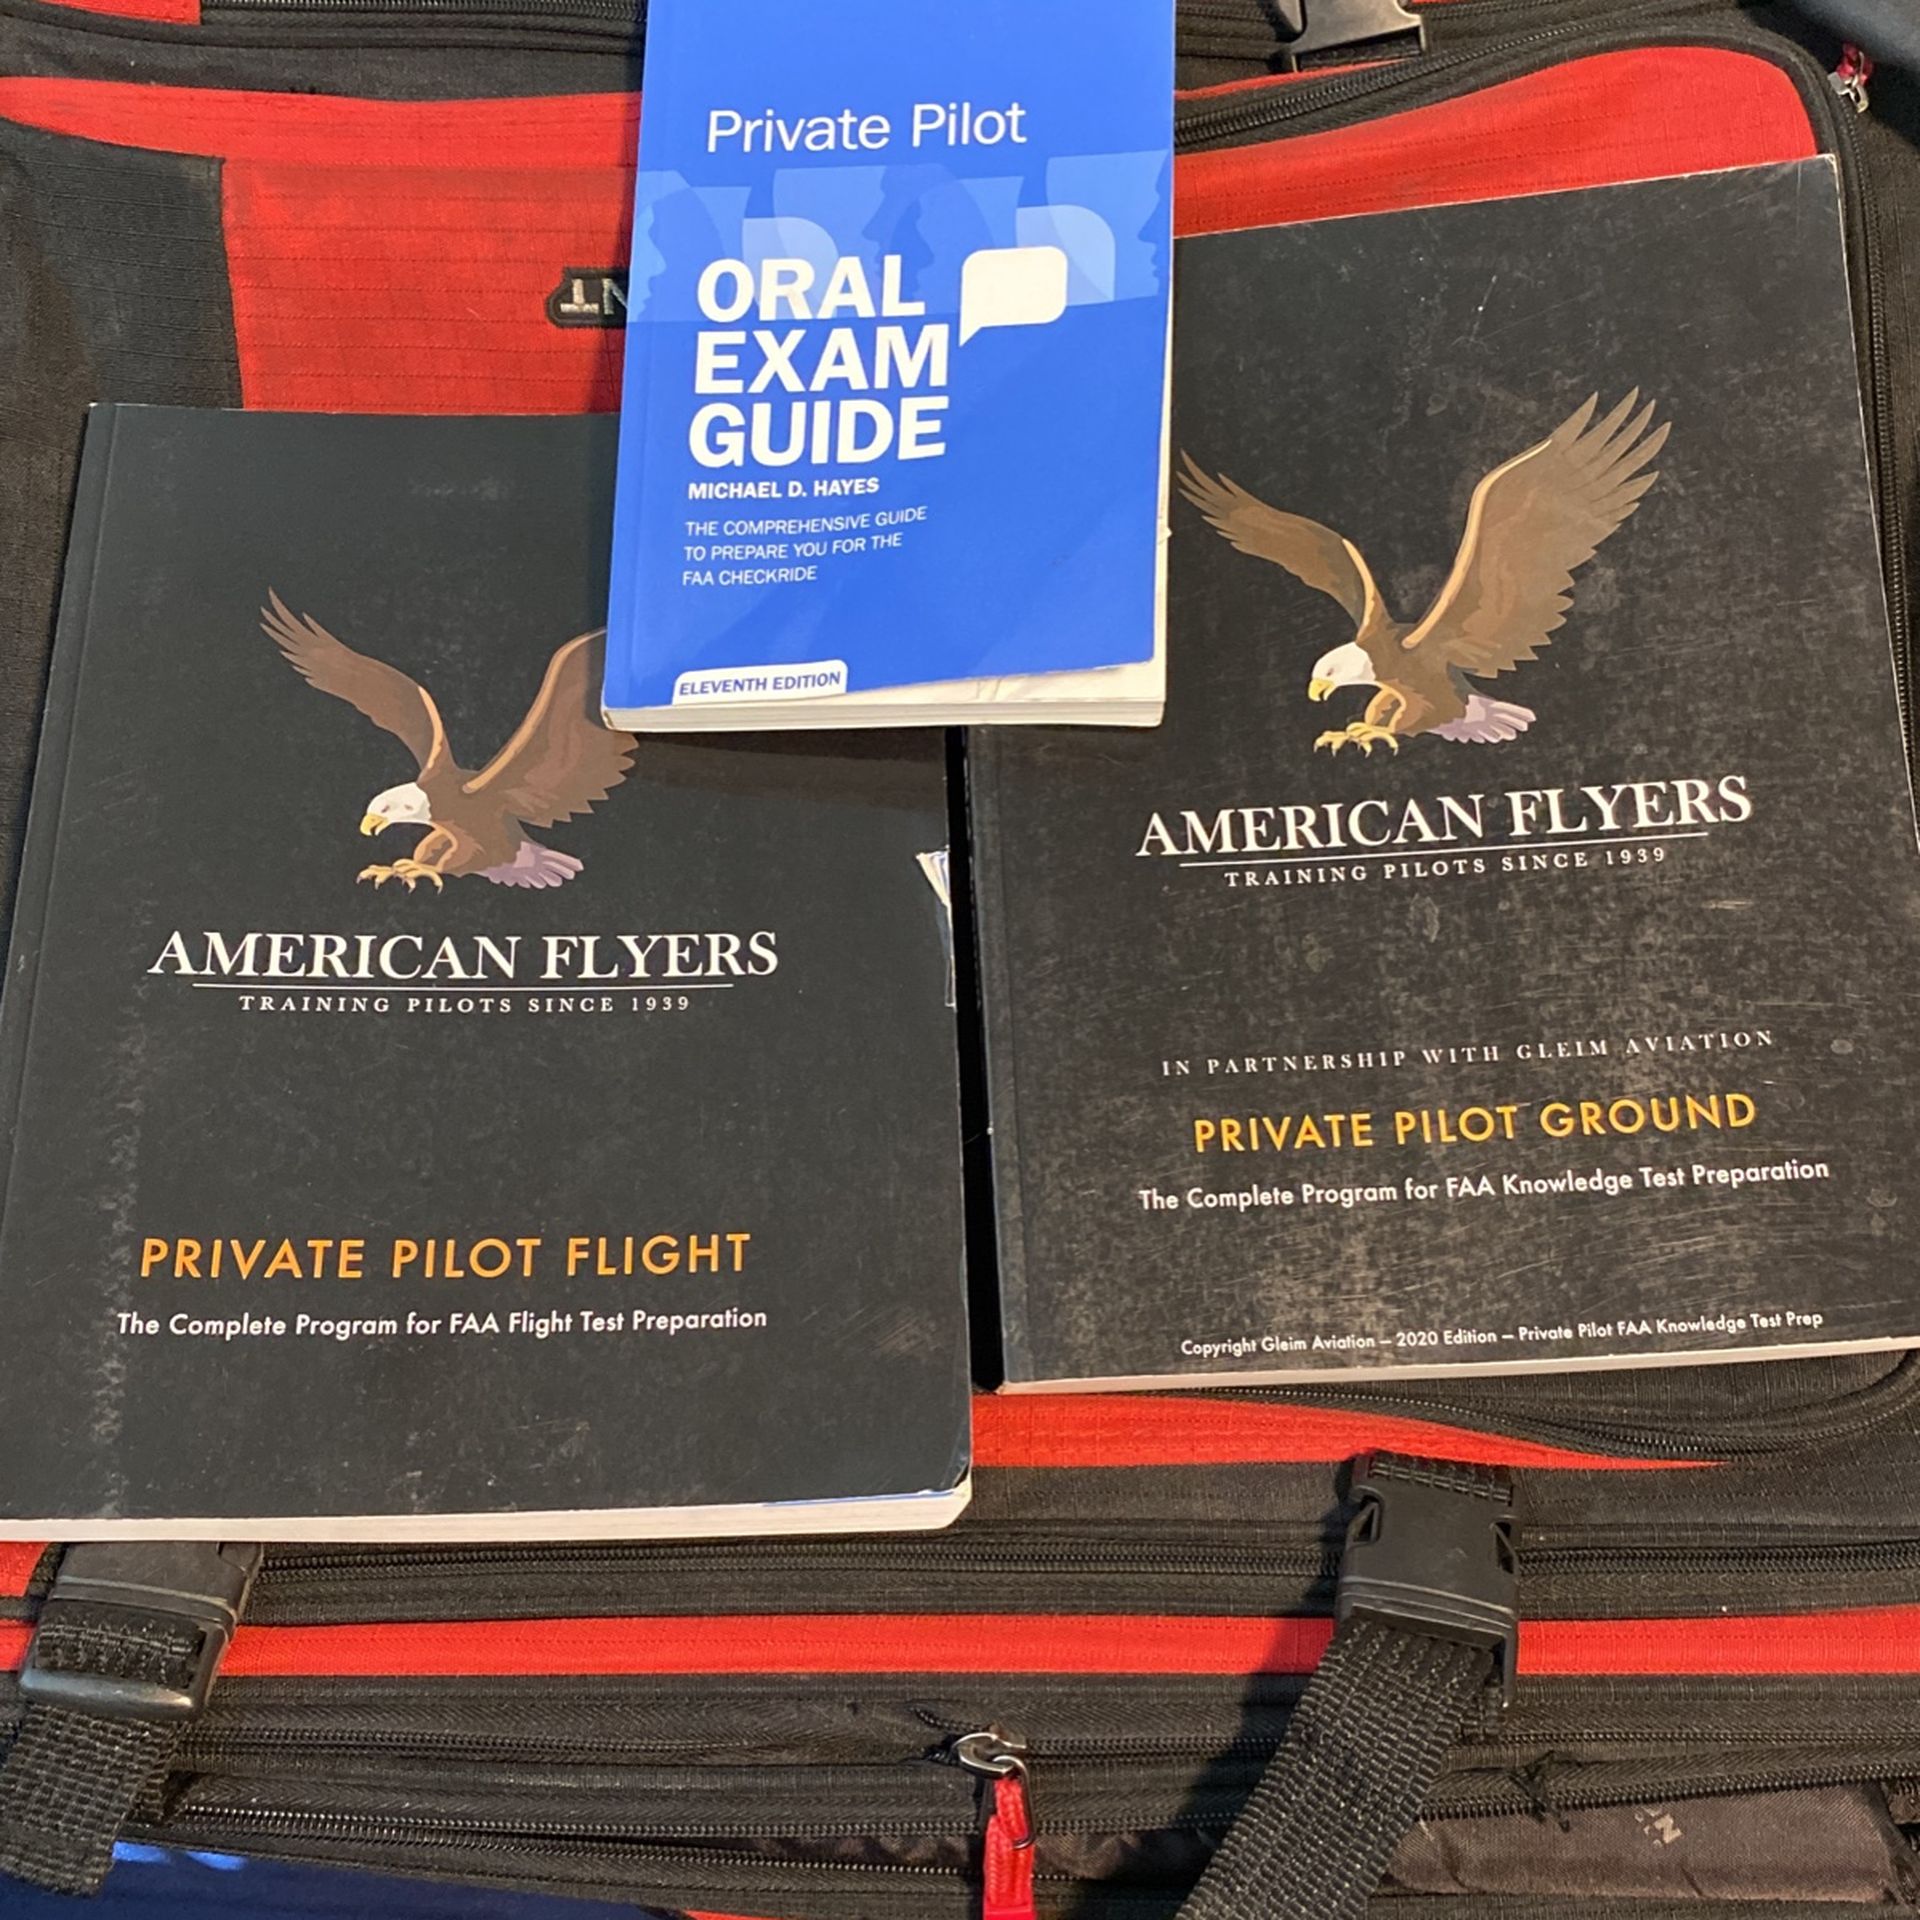 Private Pilot
ORAL
EXAM
GUIDE
MICHAEL D. HAYES
THE COMPREHENSIVE GUIDE
TO PREPARE YOU FOR THE
FAA CHECKRIDE
ELEVENTH EDITION
AMERICAN FLYERS
TRAINING PILOTS SINCE 1939
PRIVATE PILOT FLIGHT
The Complete Program for FAA Flight Test Preparation
AMERICAN FLYERS
TRAINING PILOTS SINCE 1939
IN PARTNERSHIP WITH GLEIM AVIATION
PRIVATE PILOT GROUND
The Complete Program for FAA Knowledge Test Preparation
Copyright Gleim Aviation – 2020 Edition – Private Pilot FAA Knowledge Test Prep